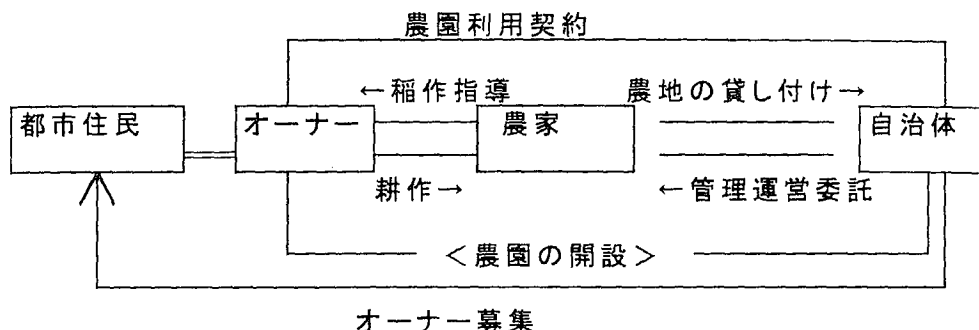 農園利用契約
←稲作指導
農地の貸し付け→
都市住民
オーナー
農家
自治体
耕作→
←管理運営委託
<農園の開設>
オーナー募集